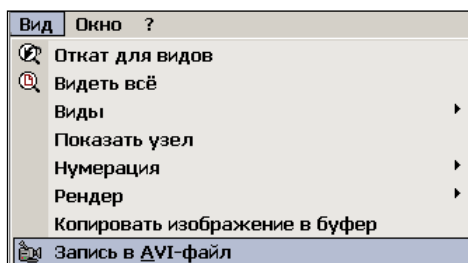 Вид Окно ?
Откат для видов
Видеть всё
Виды
Показать узел
Нумерация
Рендер
Копировать изображение в буфер
Запись в AVI-файл